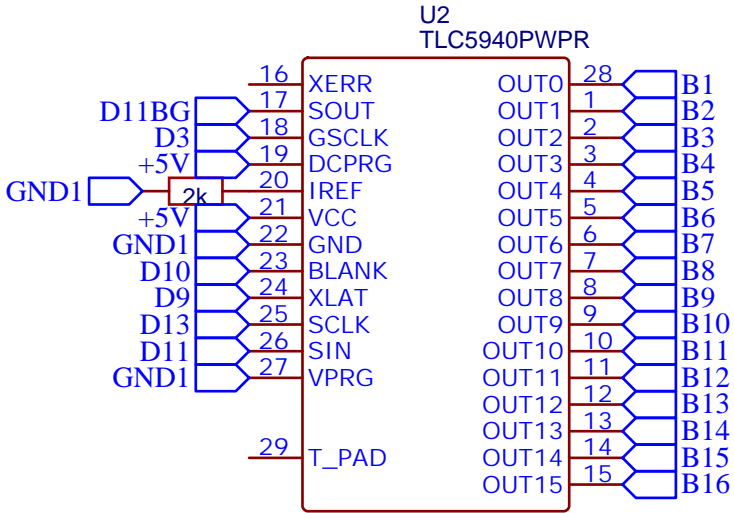 U2
TLC5940PWPR
16 XERR OUT0 28 B1
D11BG 17 SOUT OUT1 1 B2
D3 18 GSCLK OUT2 2 B3
+5V 19 DCPRG OUT3 3 B4
GND1 2k 20 IREF OUT4 4 B5
+5V 21 VCC OUT5 5 B6
GND1 22 GND OUT6 6 B7
D10 23 BLANK OUT7 7 B8
D9 24 XLAT OUT8 8 B9
D13 25 SCLK OUT9 9 B10
D11 26 SIN OUT10 10 B11
GND1 27 VPRG OUT11 11 B12
OUT12 12 B13
OUT13 13 B14
29 T_PAD OUT14 14 B15
OUT15 15 B16